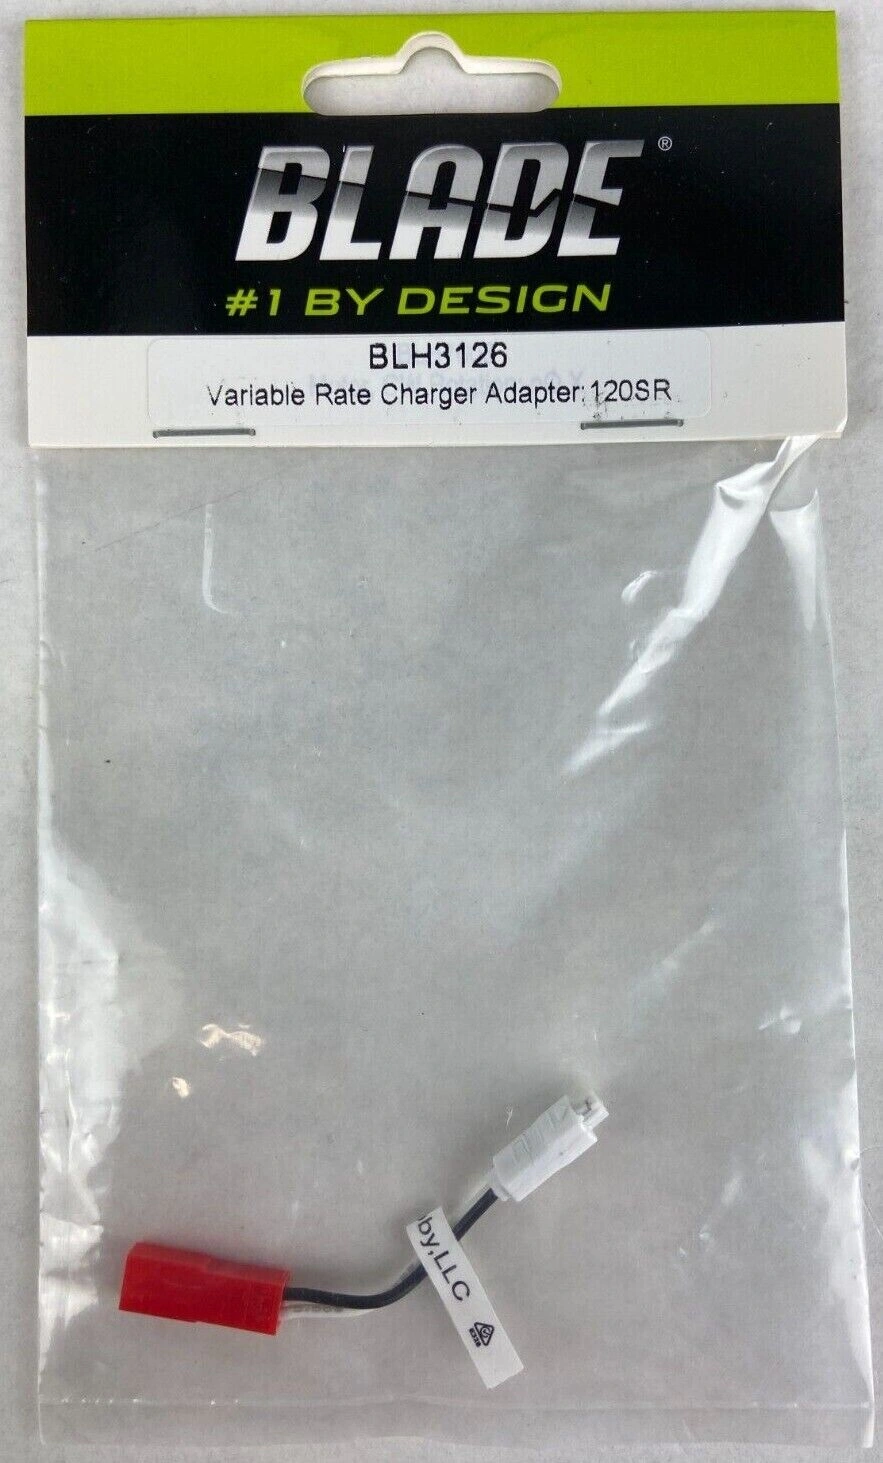 BLADE®
#1 BY DESIGN
BLH3126
Variable Rate Charger Adapter: 120SR
by, LLC